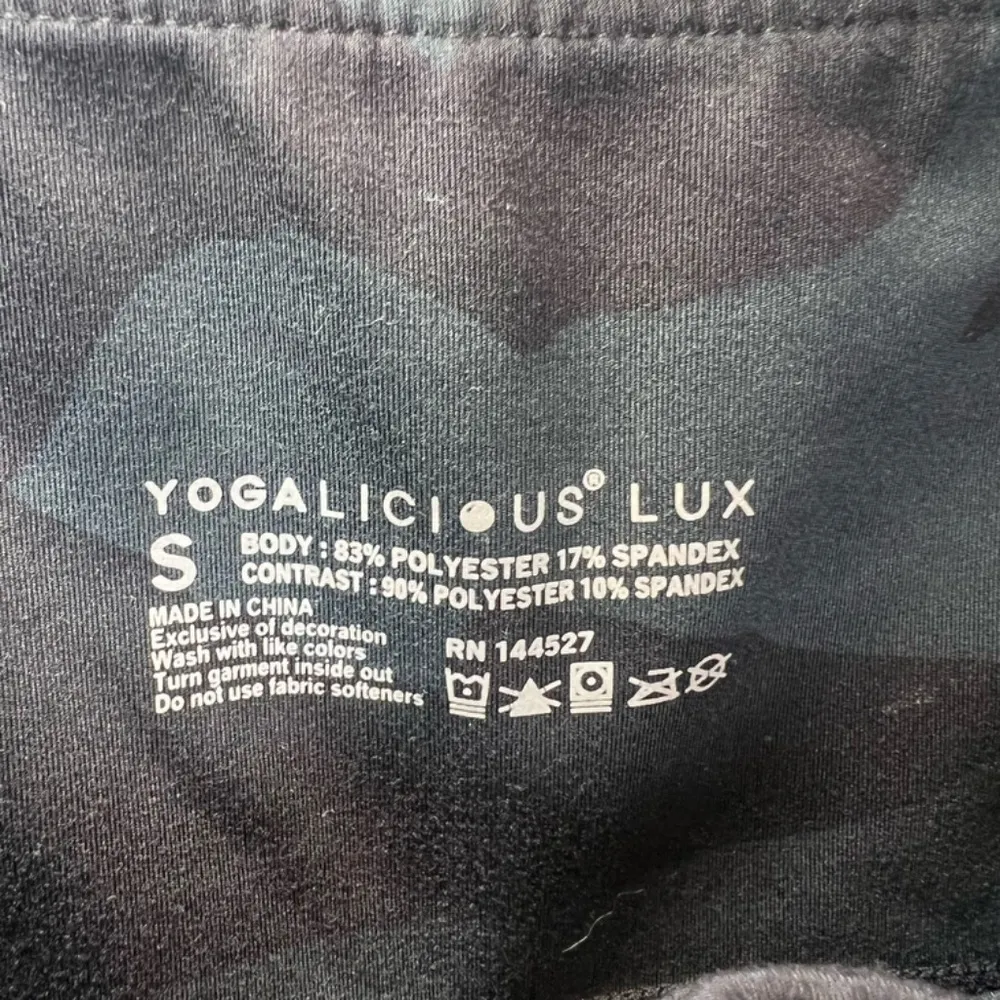 YOGALICIOUS® LUX
S
BODY : 83% POLYESTER 17% SPANDEX
CONTRAST : 90% POLYESTER 10% SPANDEX
MADE IN CHINA
Exclusive of decoration
Wash with like colors
Turn garment inside out
Do not use fabric softeners
RN 144527